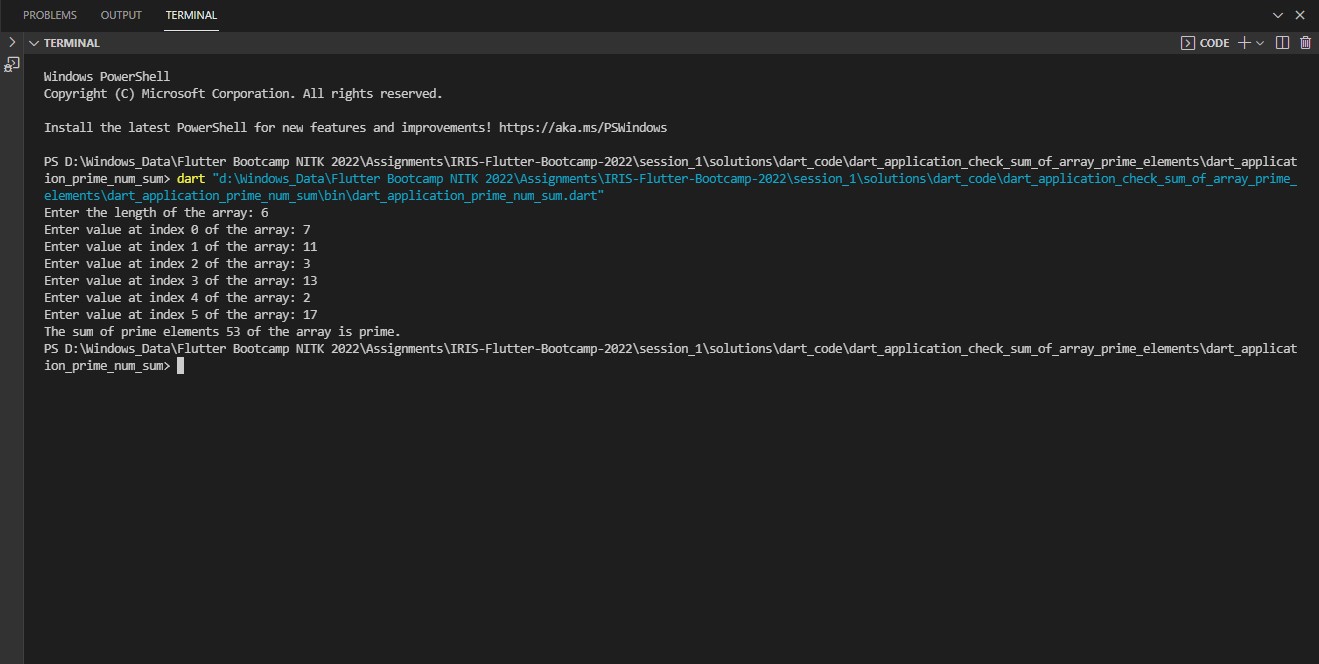 PROBLEMS OUTPUT TERMINAL
TERMINAL CODE
Windows PowerShell
Copyright (C) Microsoft Corporation. All rights reserved.
Install the latest PowerShell for new features and improvements! https://aka.ms/PSWindows
PS D:\Windows_Data\Flutter Bootcamp NITK 2022\Assignments\IRIS-Flutter-Bootcamp-2022\session_1\solutions\dart_code\dart_application_check_sum_of_array_prime_elements\dart_applicat
ion_prime_num_sum> dart "d:\Windows_Data\Flutter Bootcamp NITK 2022\Assignments\IRIS-Flutter-Bootcamp-2022\session_1\solutions\dart_code\dart_application_check_sum_of_array_prime_
elements\dart_application_prime_num_sum\bin\dart_application_prime_num_sum.dart"
Enter the length of the array: 6
Enter value at index 0 of the array: 7
Enter value at index 1 of the array: 11
Enter value at index 2 of the array: 3
Enter value at index 3 of the array: 13
Enter value at index 4 of the array: 2
Enter value at index 5 of the array: 17
The sum of prime elements 53 of the array is prime.
PS D:\Windows_Data\Flutter Bootcamp NITK 2022\Assignments\IRIS-Flutter-Bootcamp-2022\session_1\solutions\dart_code\dart_application_check_sum_of_array_prime_elements\dart_applicat
ion_prime_num_sum>